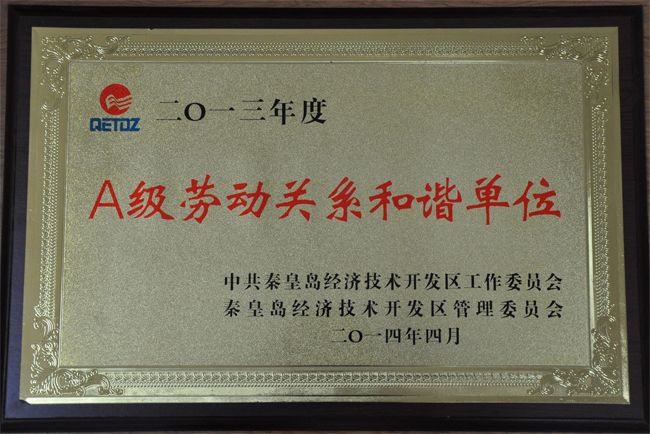 二〇一三年度
QETDZ
A级劳动关系和谐单位
中共秦皇岛经济技术开发区工作委员会
秦皇岛经济技术开发区管理委员会
二〇一四年四月